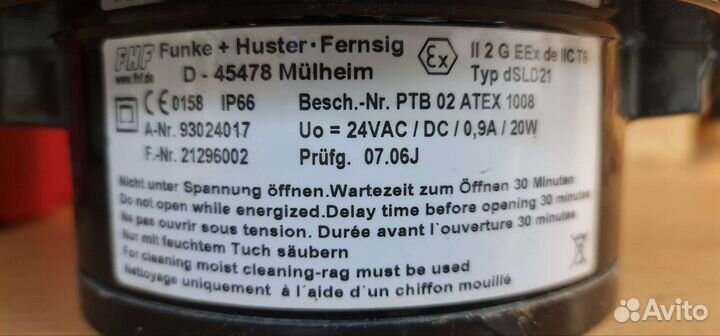 FHF Funke + Huster·Fernsig
www.fhf.de D - 45478 Mülheim
Ex II 2 G EEx de IIC T6
Typ dSLD21
CE 0158 IP66 Besch.-Nr. PTB 02 ATEX 1008
A-Nr. 93024017 Uo = 24VAC / DC / 0,9A / 20W
F.-Nr. 21296002 Prüfg. 07.06J
Nicht unter Spannung öffnen.Wartezeit zum Öffnen 30 Minuten
Do not open while energized.Delay time before opening 30 minutes
Ne pas ouvrir sous tension. Durée avant l`ouverture 30 minutes
Nur mit feuchtem Tuch säubern
For cleaning moist cleaning-rag must be used
Nettoyage uniquement à l´aide d`un chiffon mouillé
Avito